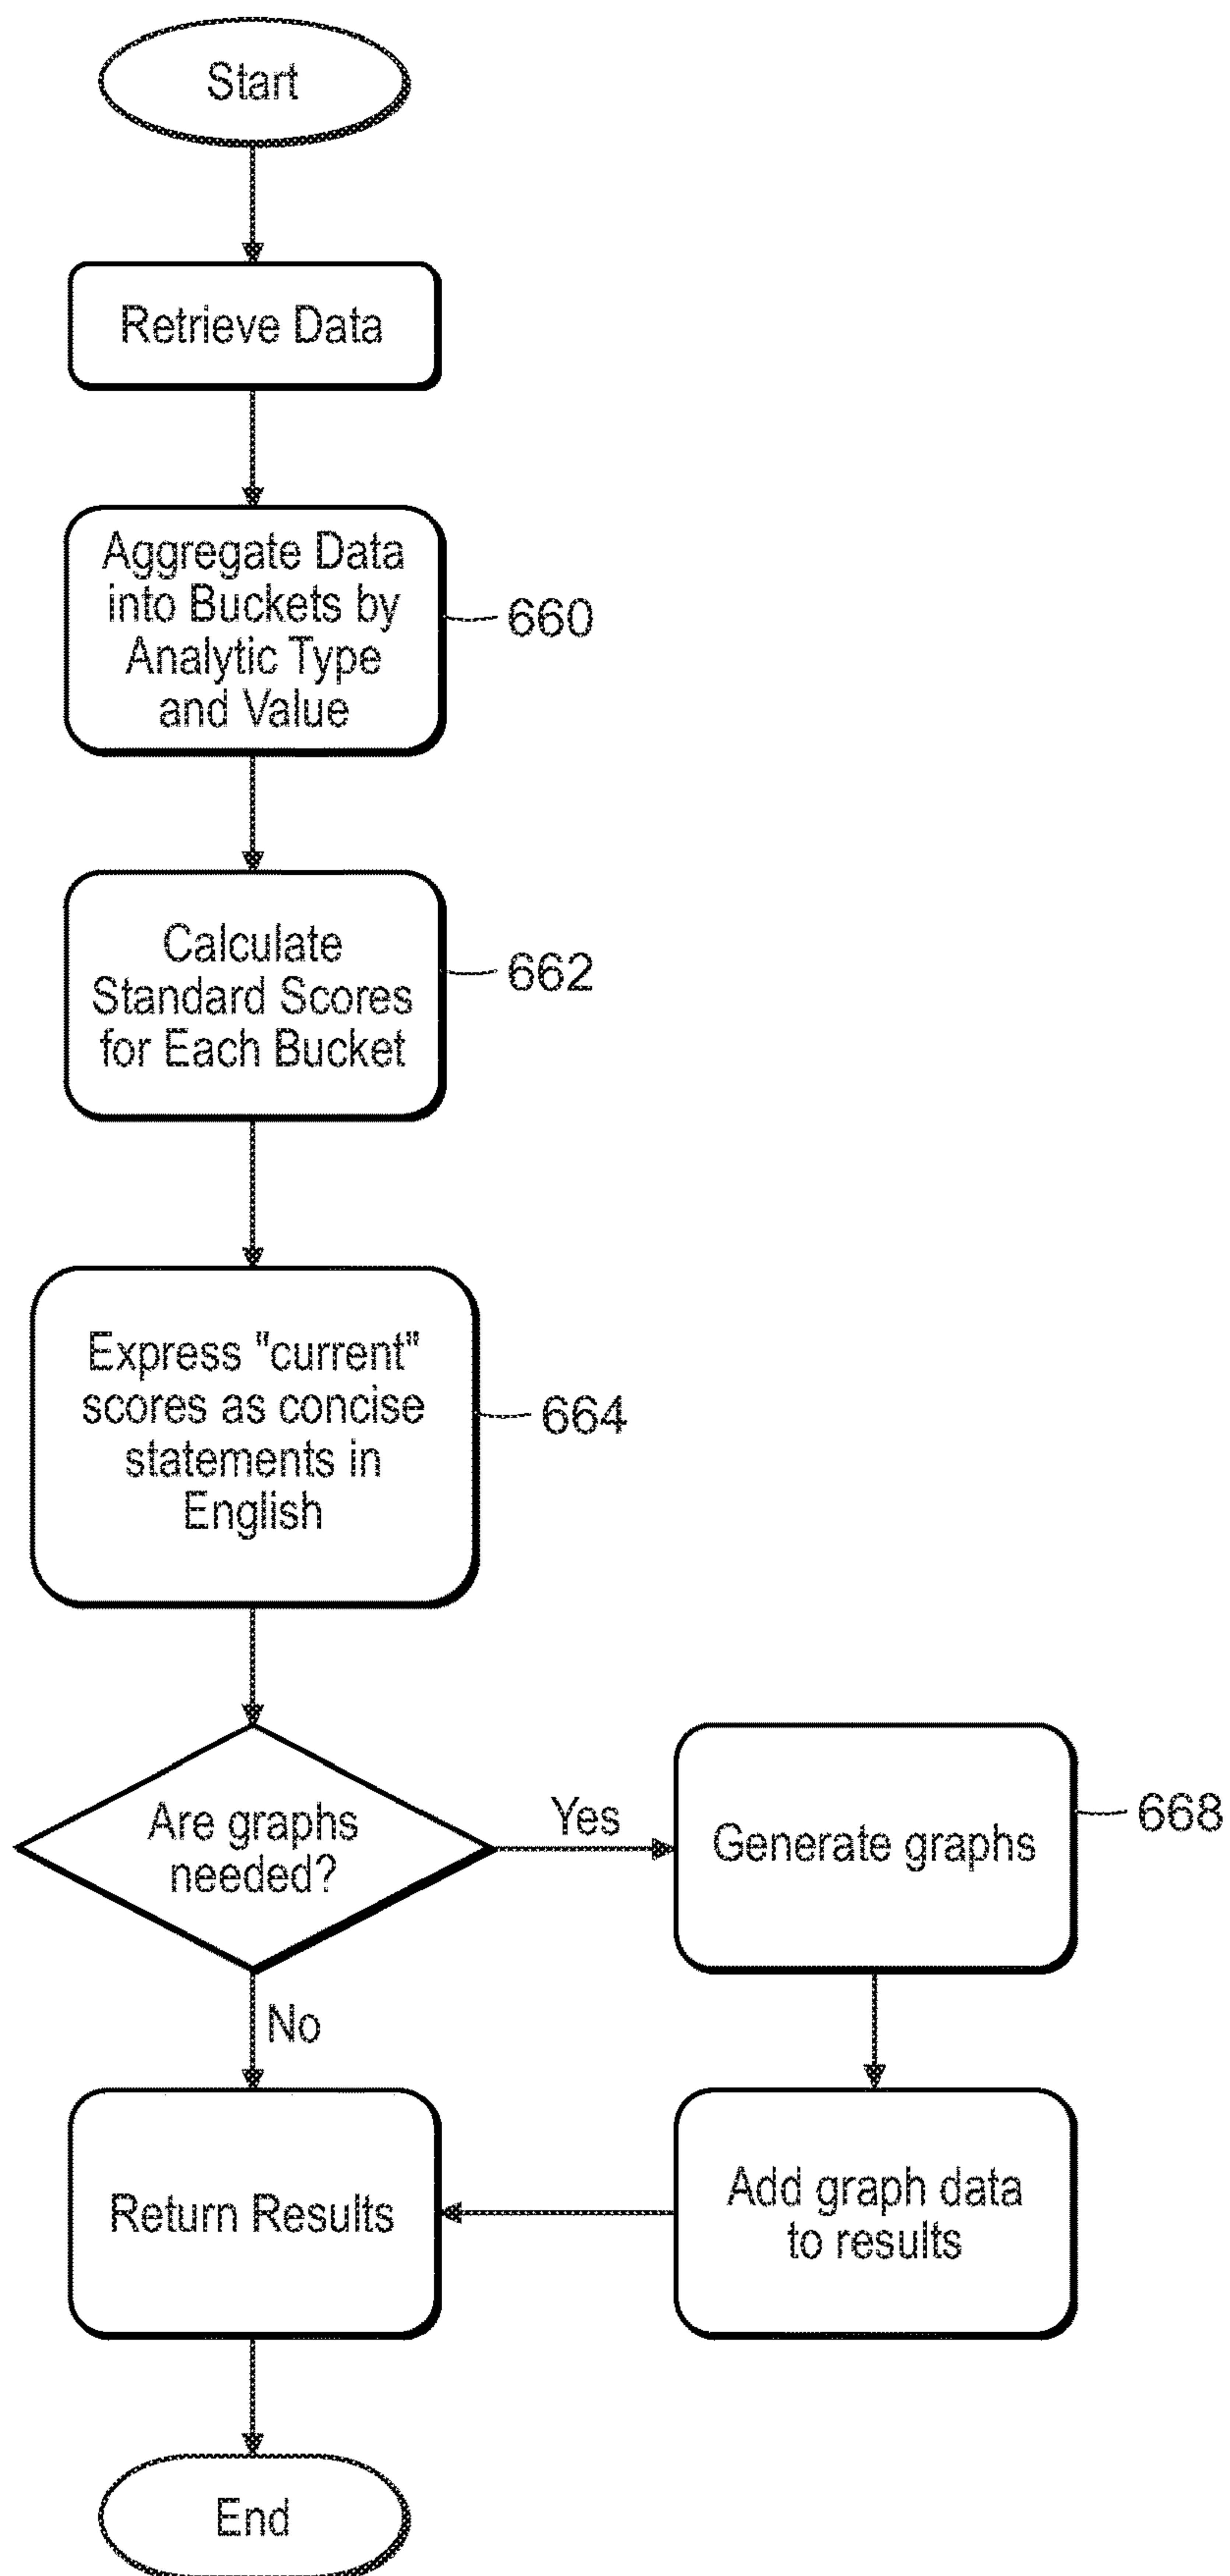 Start
Retrieve Data
Aggregate Data
into Buckets by
Analytic Type
and Value
660
Calculate
Standard Scores
for Each Bucket
662
Express "current"
scores as concise
statements in
English
664
Are graphs
needed?
Yes
Generate graphs
668
No
Return Results
Add graph data
to results
End